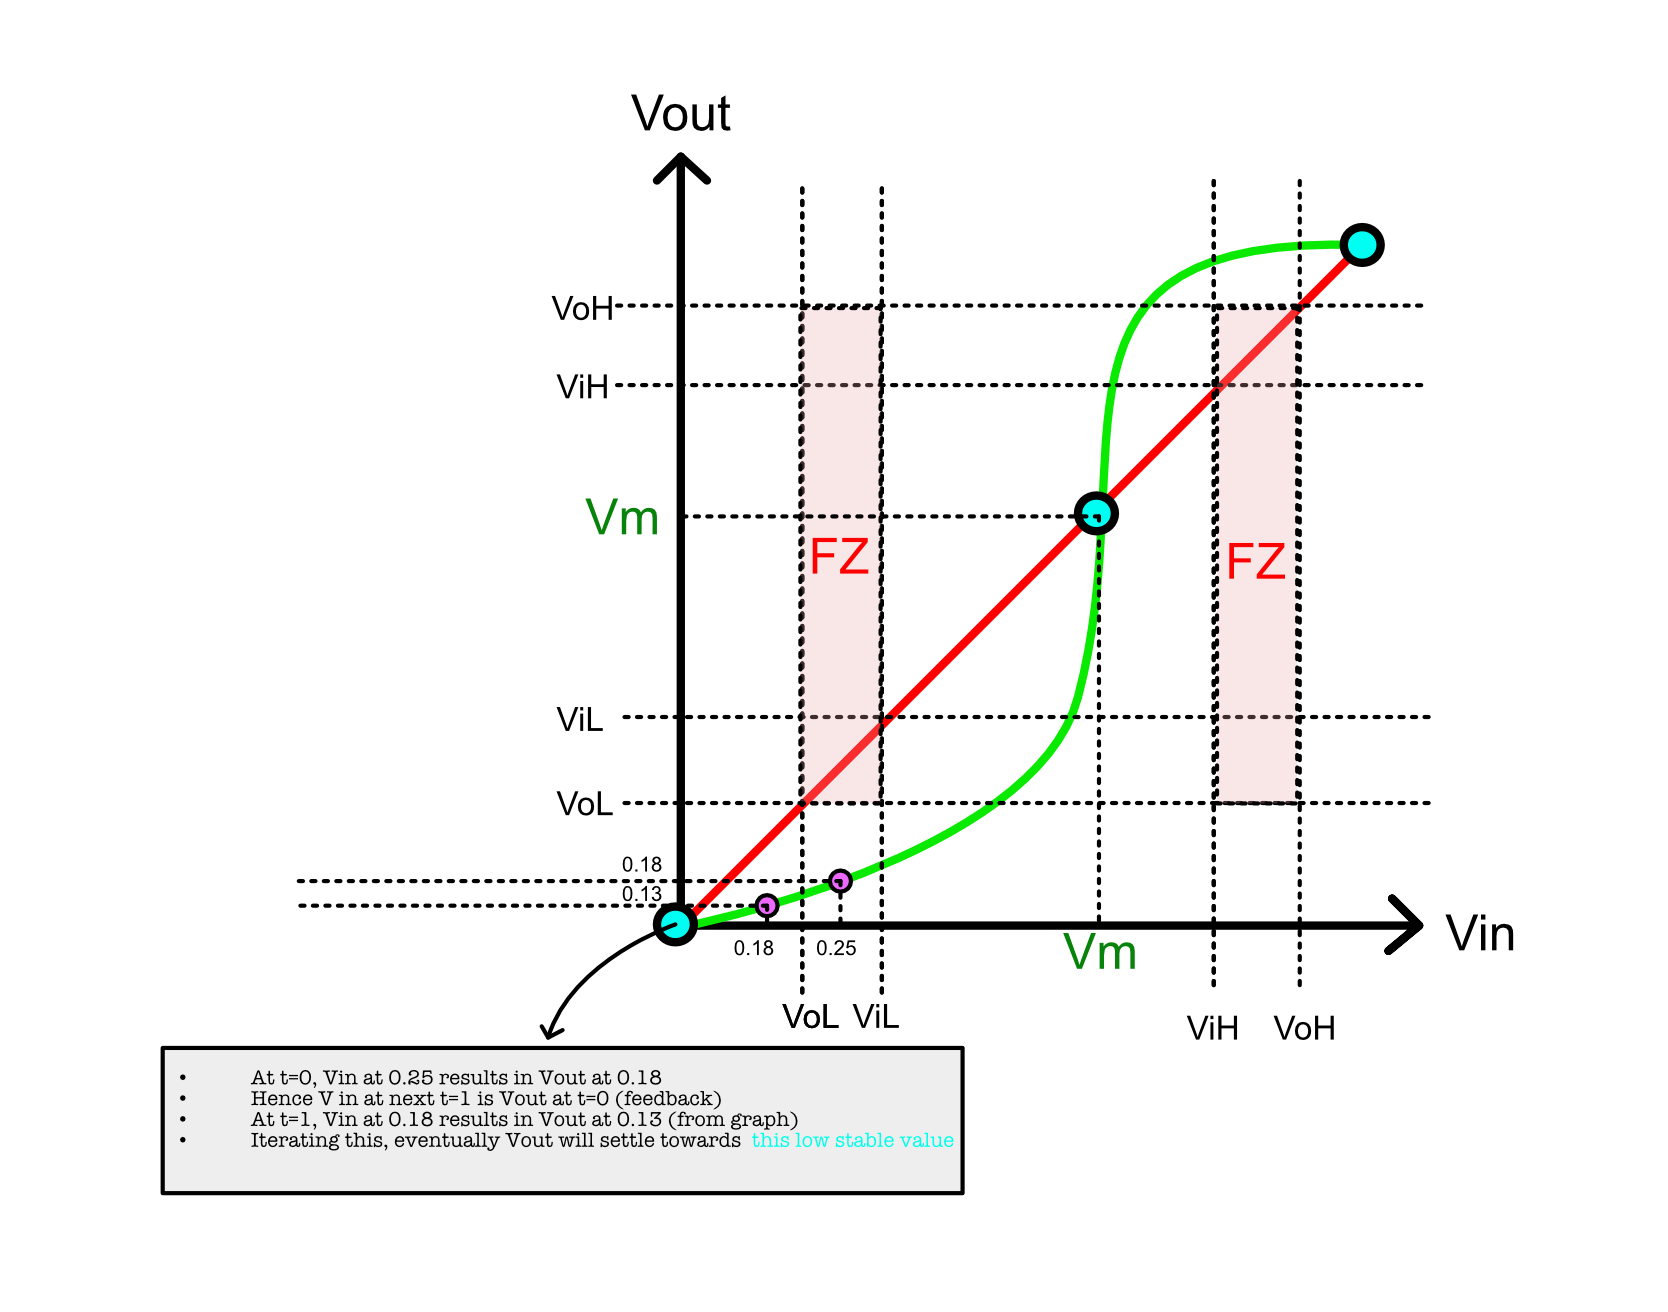 Vout
VoH
ViH
Vm
FZ
FZ
ViL
VoL
0.18
0.13
Vin
0.18
0.25
Vm
VoL
ViL
ViH
VoH
• At t=0, Vin at 0.25 results in Vout at 0.18
• Hence V in at next t=1 is Vout at t=0 (feedback)
• At t=1, Vin at 0.18 results in Vout at 0.13 (from graph)
• Iterating this, eventually Vout will settle towards this low stable value